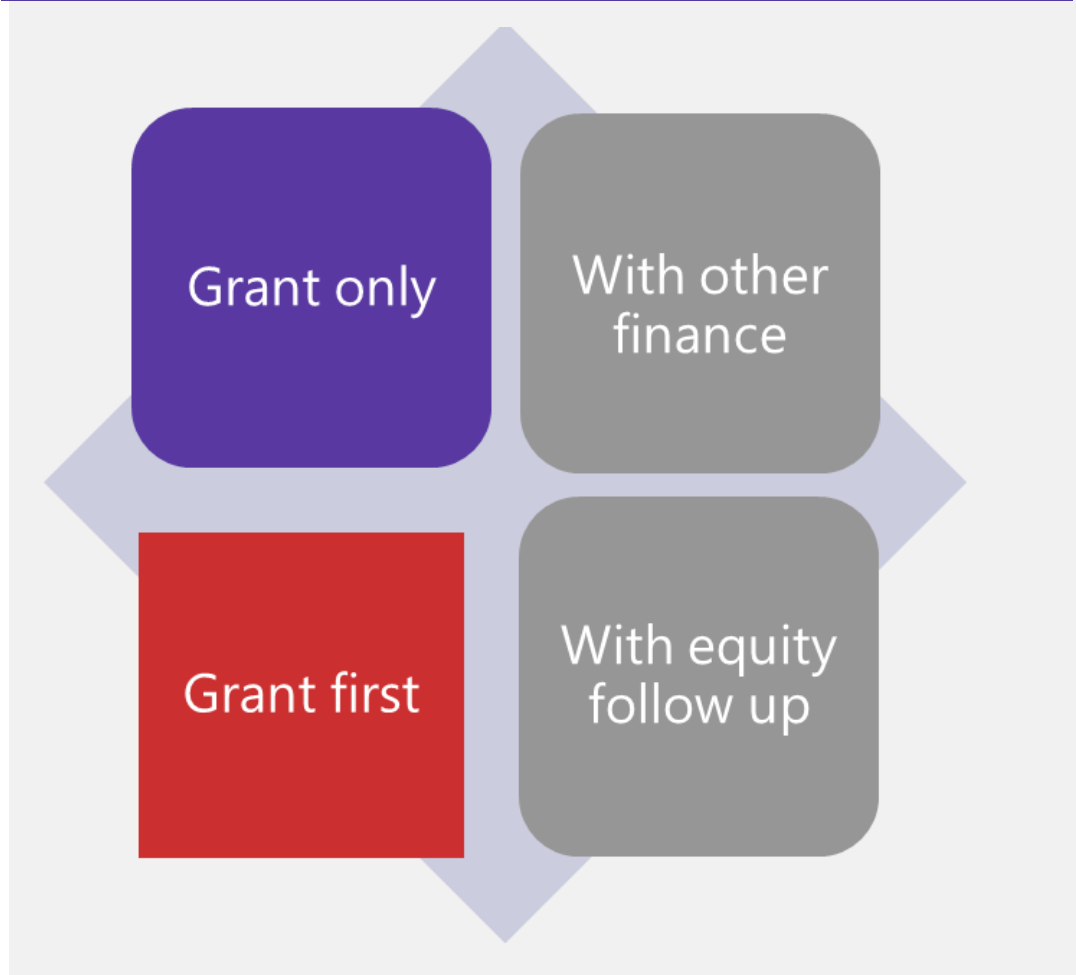 Grant only
With other
finance
Grant first
With equity
follow up